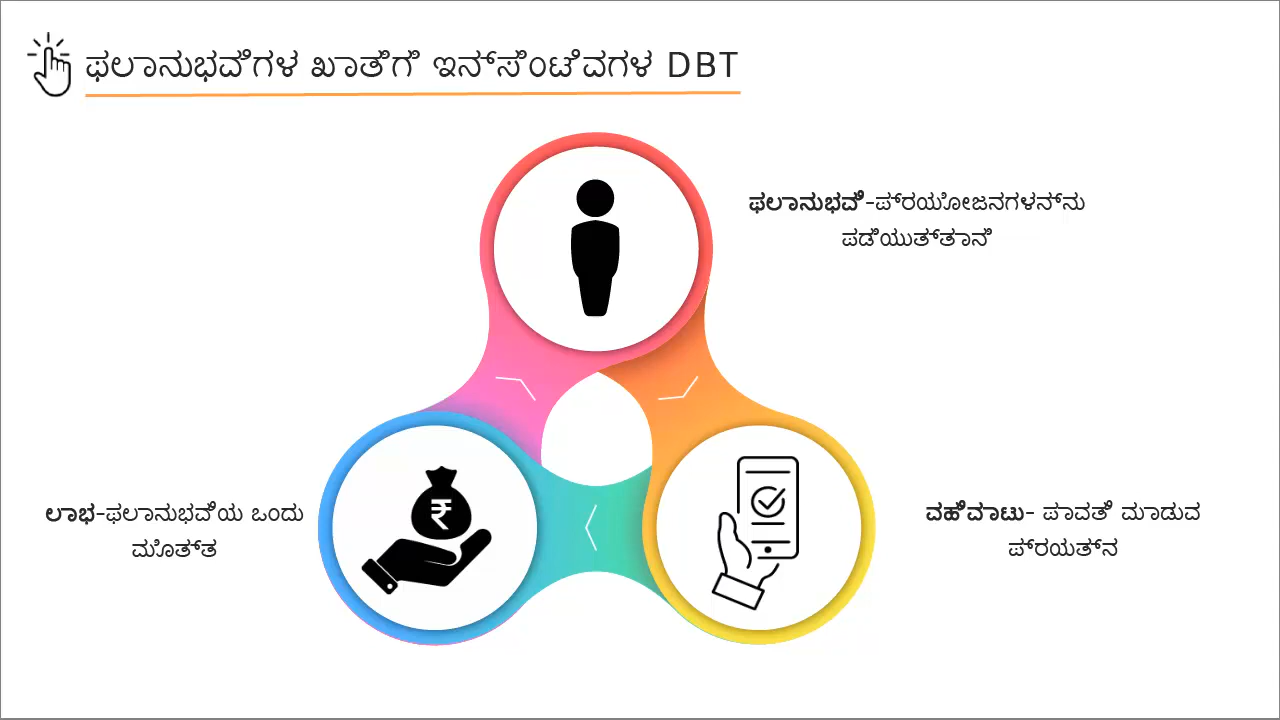 ಫಲಾನುಭವಿಗಳ ಖಾತೆಗೆ ಇನ್ಸೆಂಟಿವಗಳ DBT
ಫಲಾನುಭವಿ-ಪ್ರಯೋಜನಗಳನ್ನು
ಪಡೆಯುತ್ತಾನೆ
ಲಾಭ-ಫಲಾನುಭವಿಯ ಒಂದು
ಮೊತ್ತ
ವಹಿವಾಟು- ಪಾವತಿ ಮಾಡುವ
ಪ್ರಯತ್ನ
₹